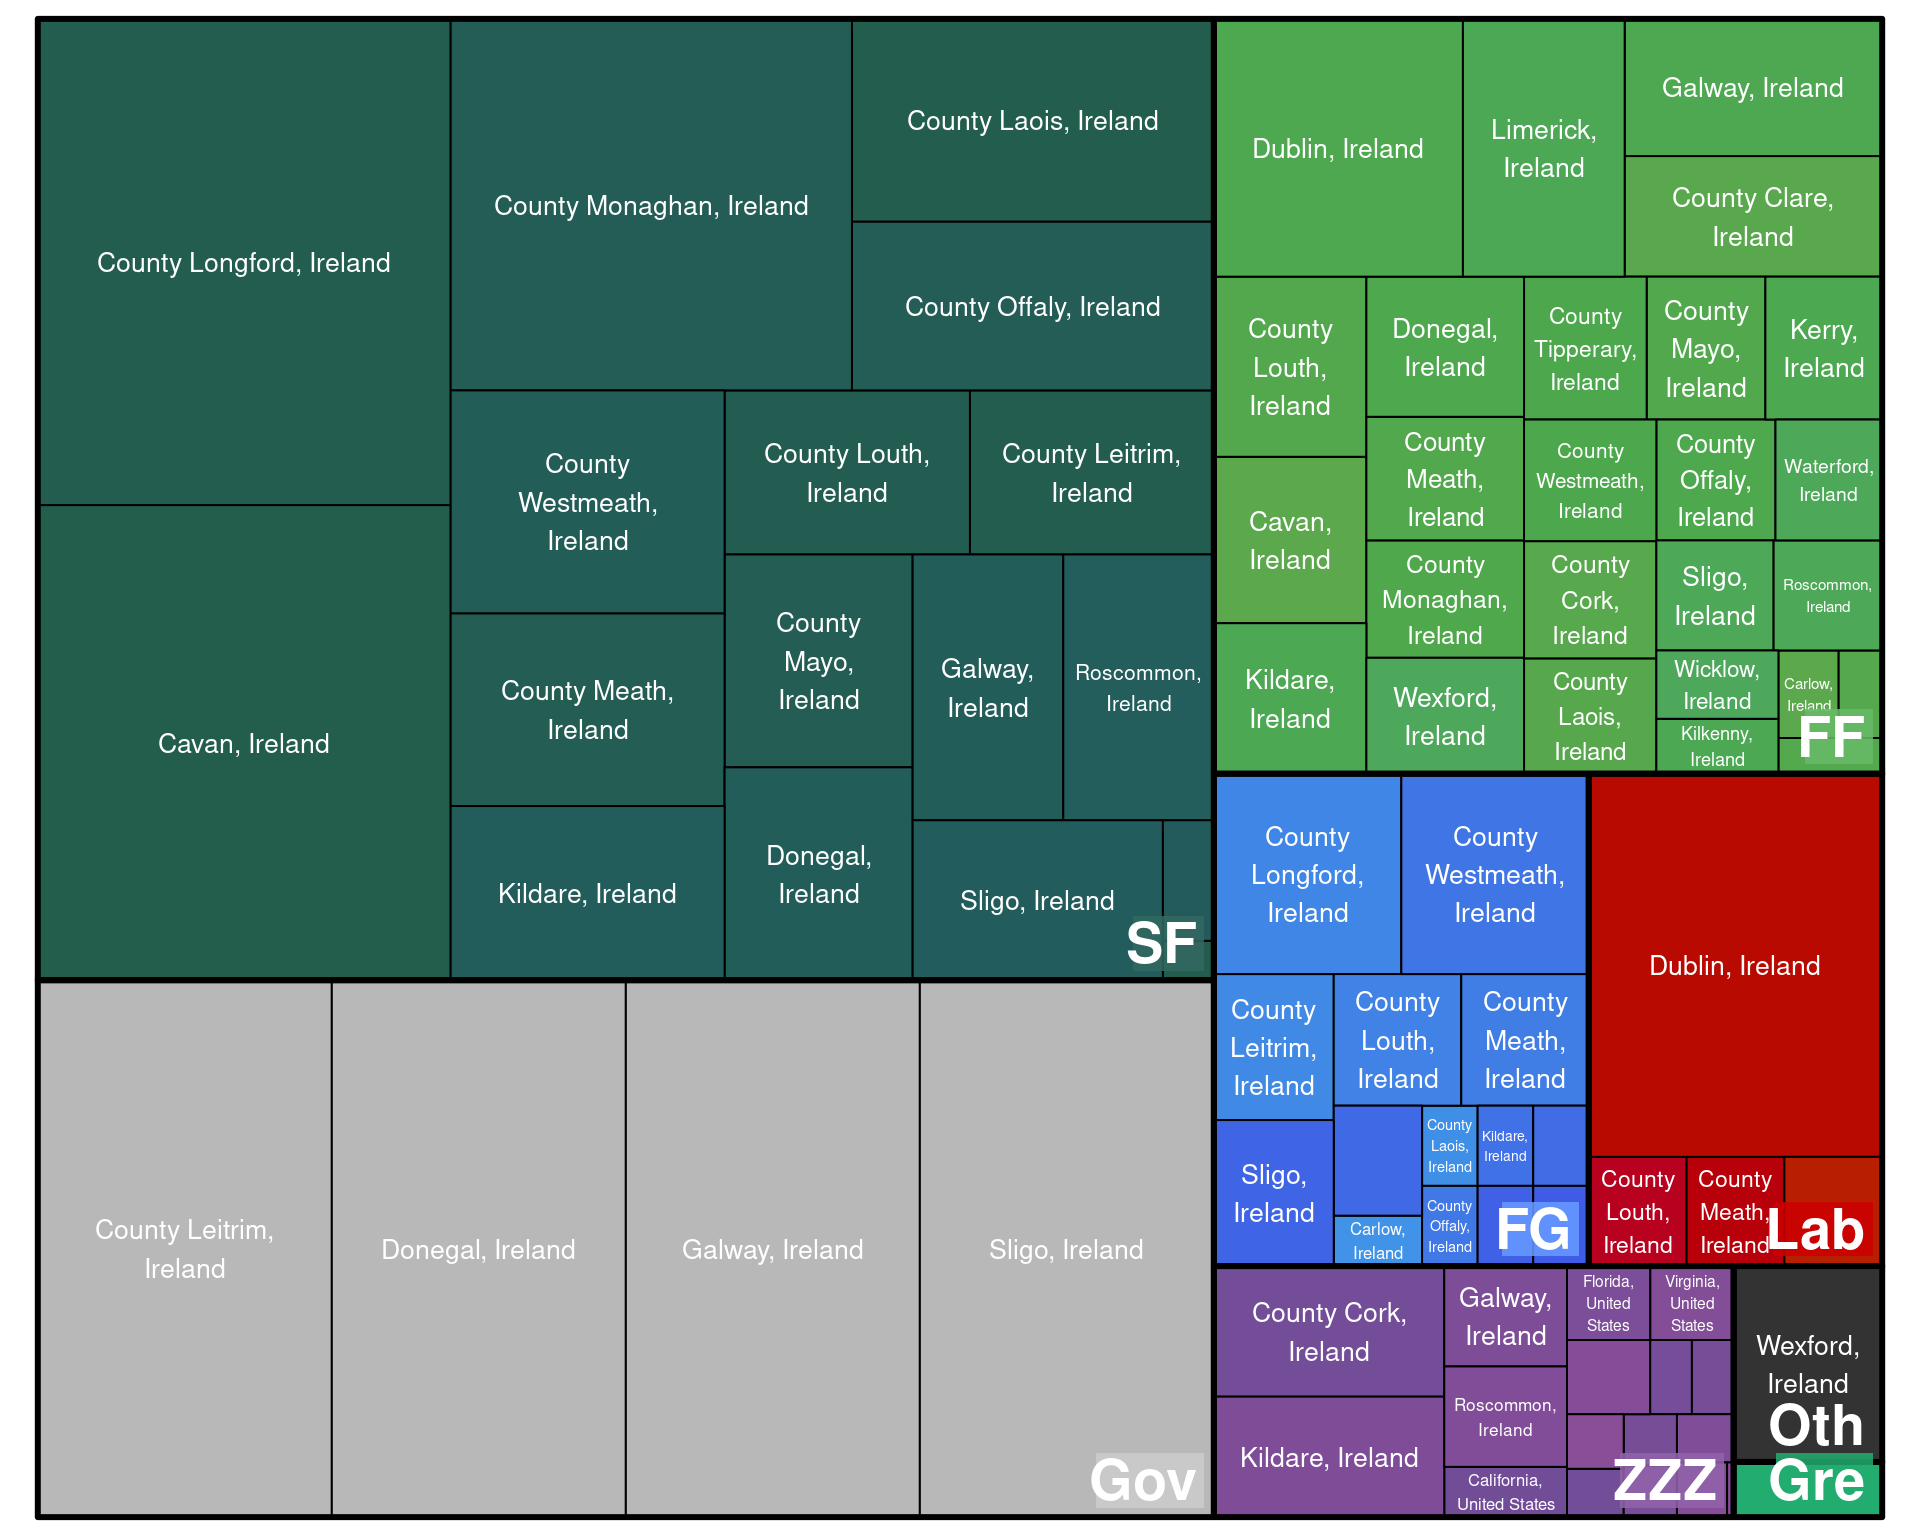 County Longford, Ireland
Cavan, Ireland
County Monaghan, Ireland
County Laois, Ireland
County Offaly, Ireland
County
Westmeath,
Ireland
County Louth,
Ireland
County Leitrim,
Ireland
County Meath,
Ireland
Kildare, Ireland
County
Mayo,
Ireland
Donegal,
Ireland
Galway,
Ireland
Roscommon,
Ireland
Sligo, Ireland
SF
County Leitrim,
Ireland
Donegal, Ireland
Galway, Ireland
Sligo, Ireland
Gov
Dublin, Ireland
Limerick,
Ireland
Galway, Ireland
County Clare,
Ireland
County
Louth,
Ireland
Cavan,
Ireland
Kildare,
Ireland
Donegal,
Ireland
County
Meath,
Ireland
County
Monaghan,
Ireland
Wexford,
Ireland
County
Tipperary,
Ireland
County
Mayo,
Ireland
Kerry,
Ireland
County
Westmeath,
Ireland
County
Offaly,
Ireland
Waterford,
Ireland
County
Cork,
Ireland
County
Laois,
Ireland
Sligo,
Ireland
Roscommon,
Ireland
Wicklow,
Ireland
Kilkenny,
Ireland
Carlow,
Ireland
FF
County
Longford,
Ireland
County
Westmeath,
Ireland
County
Leitrim,
Ireland
Sligo,
Ireland
County
Louth,
Ireland
County
Meath,
Ireland
Carlow,
Ireland
County
Laois,
Ireland
Kildare,
Ireland
County
Offaly,
Ireland
FG
Dublin, Ireland
County
Louth,
Ireland
County
Meath,
Ireland
Lab
County Cork,
Ireland
Kildare, Ireland
Galway,
Ireland
Roscommon,
Ireland
California,
United States
Florida,
United
States
Virginia,
United
States
ZZZ
Wexford,
Ireland
Oth
Gre